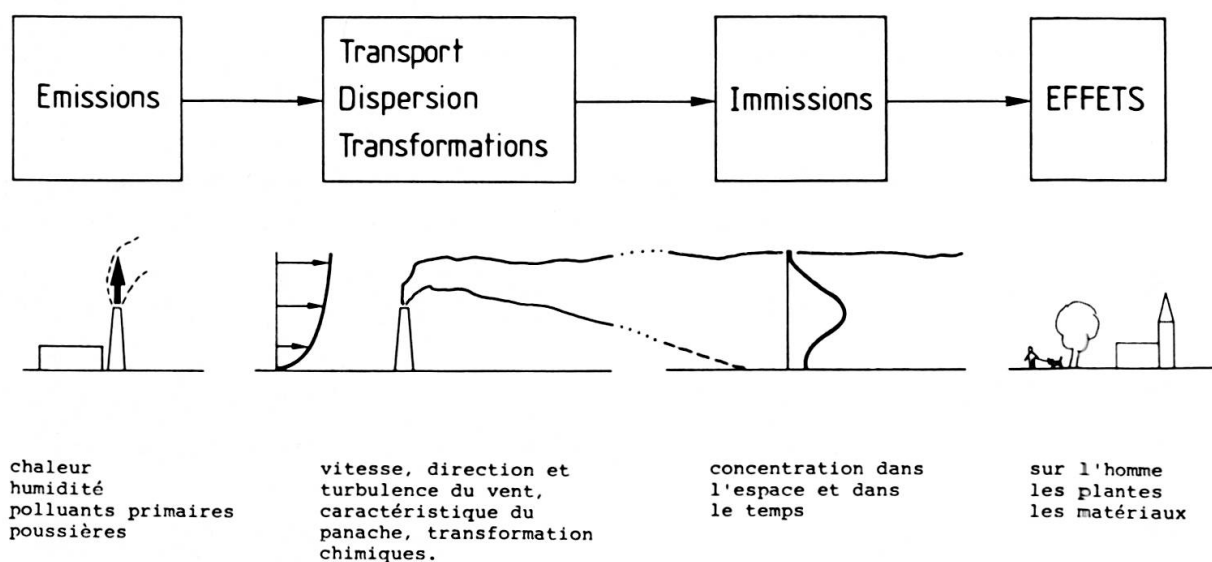 Emissions
Transport
Dispersion
Transformations
Immissions
EFFETS
chaleur
humidité
polluants primaires
poussières
vitesse, direction et
turbulence du vent,
caractéristique du
panache, transformation
chimiques.
concentration dans
l'espace et dans
le temps
sur l'homme
les plantes
les matériaux